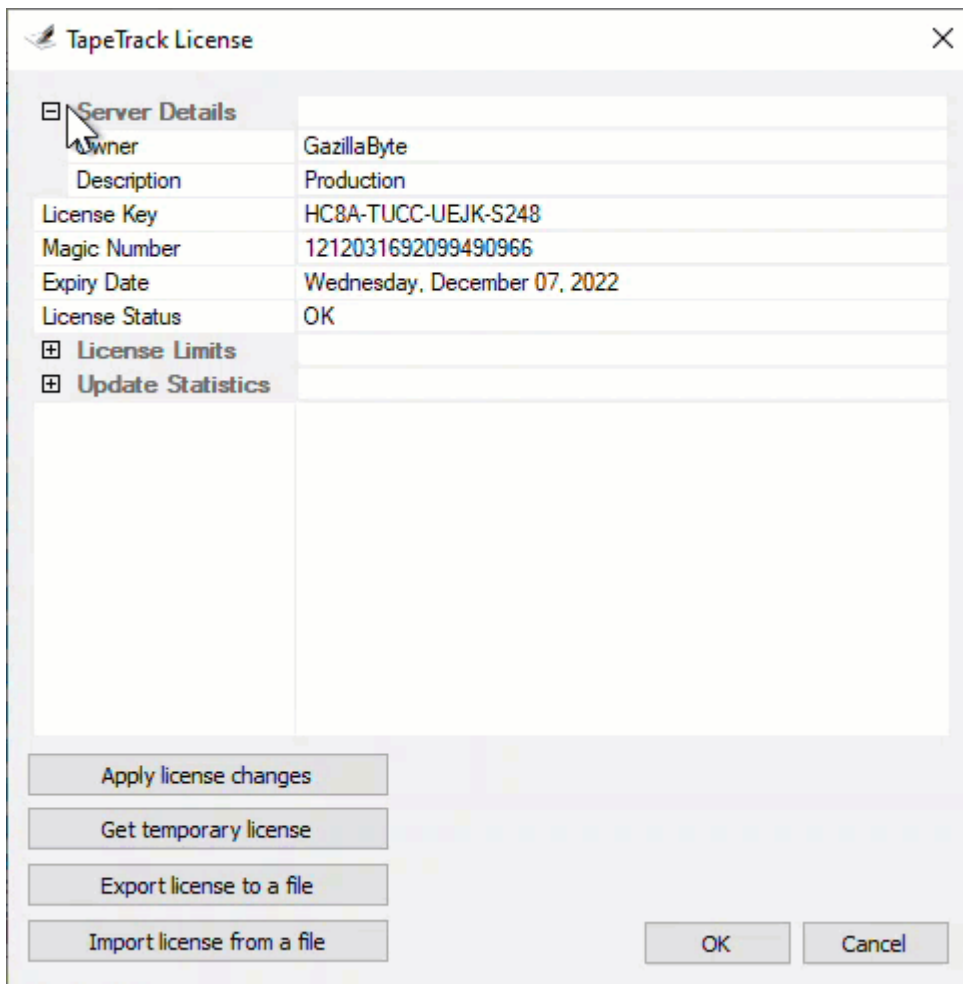 TapeTrack License
Server Details
Owner GazillaByte
Description Production
License Key HC8A-TUCC-UEJK-S248
Magic Number 1212031692099490966
Expiry Date Wednesday, December 07, 2022
License Status OK
License Limits
Update Statistics
Apply license changes
Get temporary license
Export license to a file
Import license from a file
OK Cancel